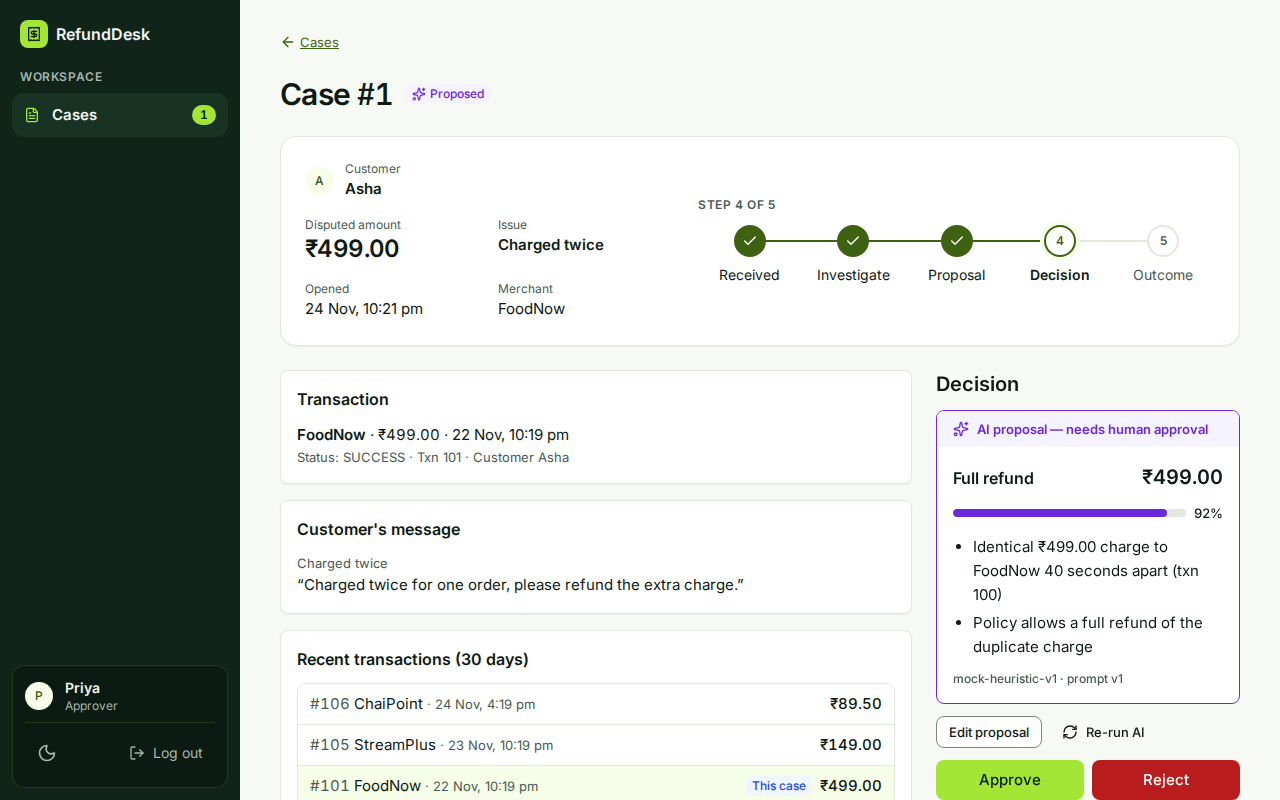 RefundDesk
WORKSPACE
Cases
1
P
Priya
Approver
Log out
Cases
Case #1
Proposed
A
Customer
Asha
Disputed amount
₹499.00
Issue
Charged twice
Opened
24 Nov, 10:21 pm
Merchant
FoodNow
STEP 4 OF 5
4
5
Received
Investigate
Proposal
Decision
Outcome
Transaction
FoodNow · ₹499.00 · 22 Nov, 10:19 pm
Status: SUCCESS · Txn 101 · Customer Asha
Customer's message
Charged twice
“Charged twice for one order, please refund the extra charge.”
Recent transactions (30 days)
#106 ChaiPoint · 24 Nov, 4:19 pm ₹89.50
#105 StreamPlus · 23 Nov, 10:19 pm ₹149.00
#101 FoodNow · 22 Nov, 10:19 pm This case ₹499.00
Decision
AI proposal — needs human approval
Full refund ₹499.00
92%
• Identical ₹499.00 charge to
FoodNow 40 seconds apart (txn
100)
• Policy allows a full refund of the
duplicate charge
mock-heuristic-v1 · prompt v1
Edit proposal
Re-run AI
Approve
Reject